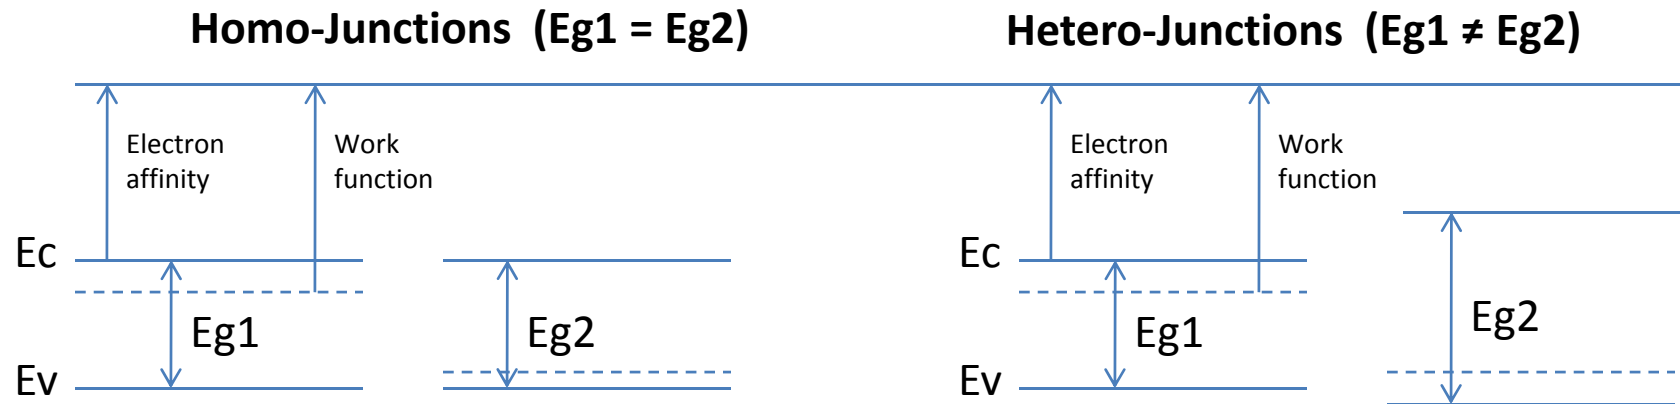 Homo-Junctions (Eg1 = Eg2)
Hetero-Junctions (Eg1 ≠ Eg2)
Electron
affinity
Work
function
Electron
affinity
Work
function
Ec
Eg1
Eg2
Ev
Ec
Eg1
Eg2
Ev